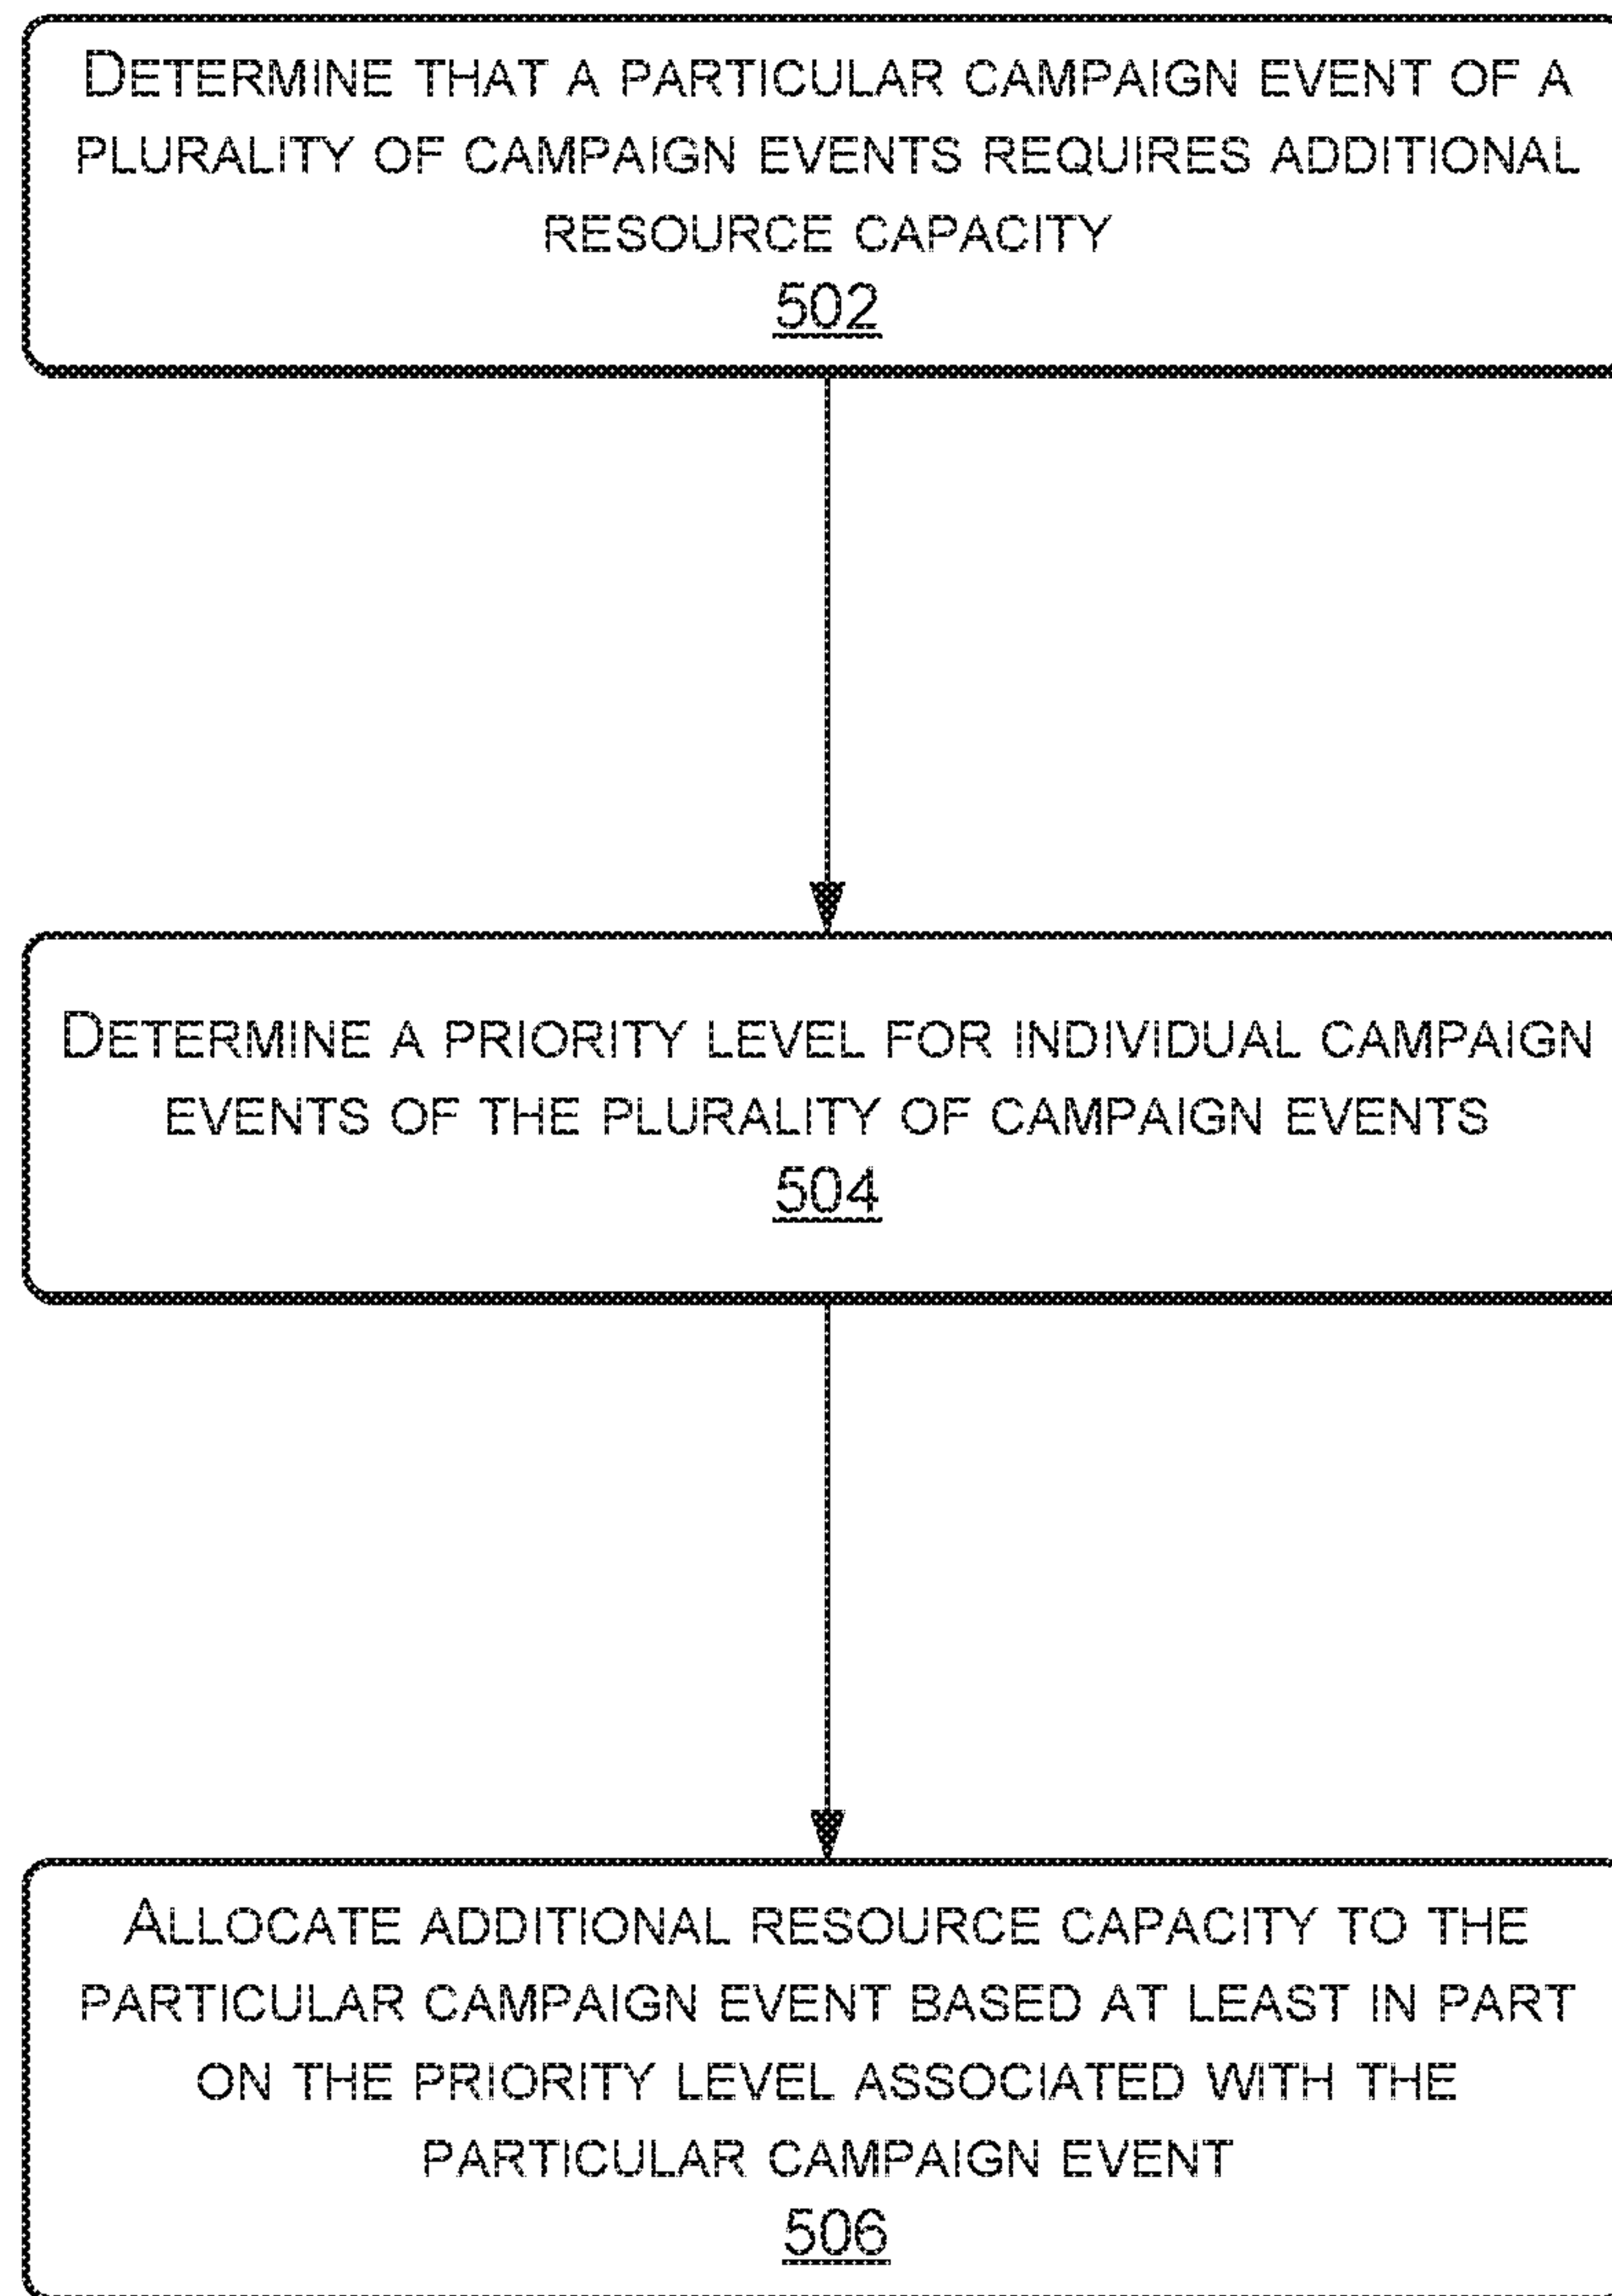 DETERMINE THAT A PARTICULAR CAMPAIGN EVENT OF A
PLURALITY OF CAMPAIGN EVENTS REQUIRES ADDITIONAL
RESOURCE CAPACITY
502
DETERMINE A PRIORITY LEVEL FOR INDIVIDUAL CAMPAIGN
EVENTS OF THE PLURALITY OF CAMPAIGN EVENTS
504
ALLOCATE ADDITIONAL RESOURCE CAPACITY TO THE
PARTICULAR CAMPAIGN EVENT BASED AT LEAST IN PART
ON THE PRIORITY LEVEL ASSOCIATED WITH THE
PARTICULAR CAMPAIGN EVENT
506